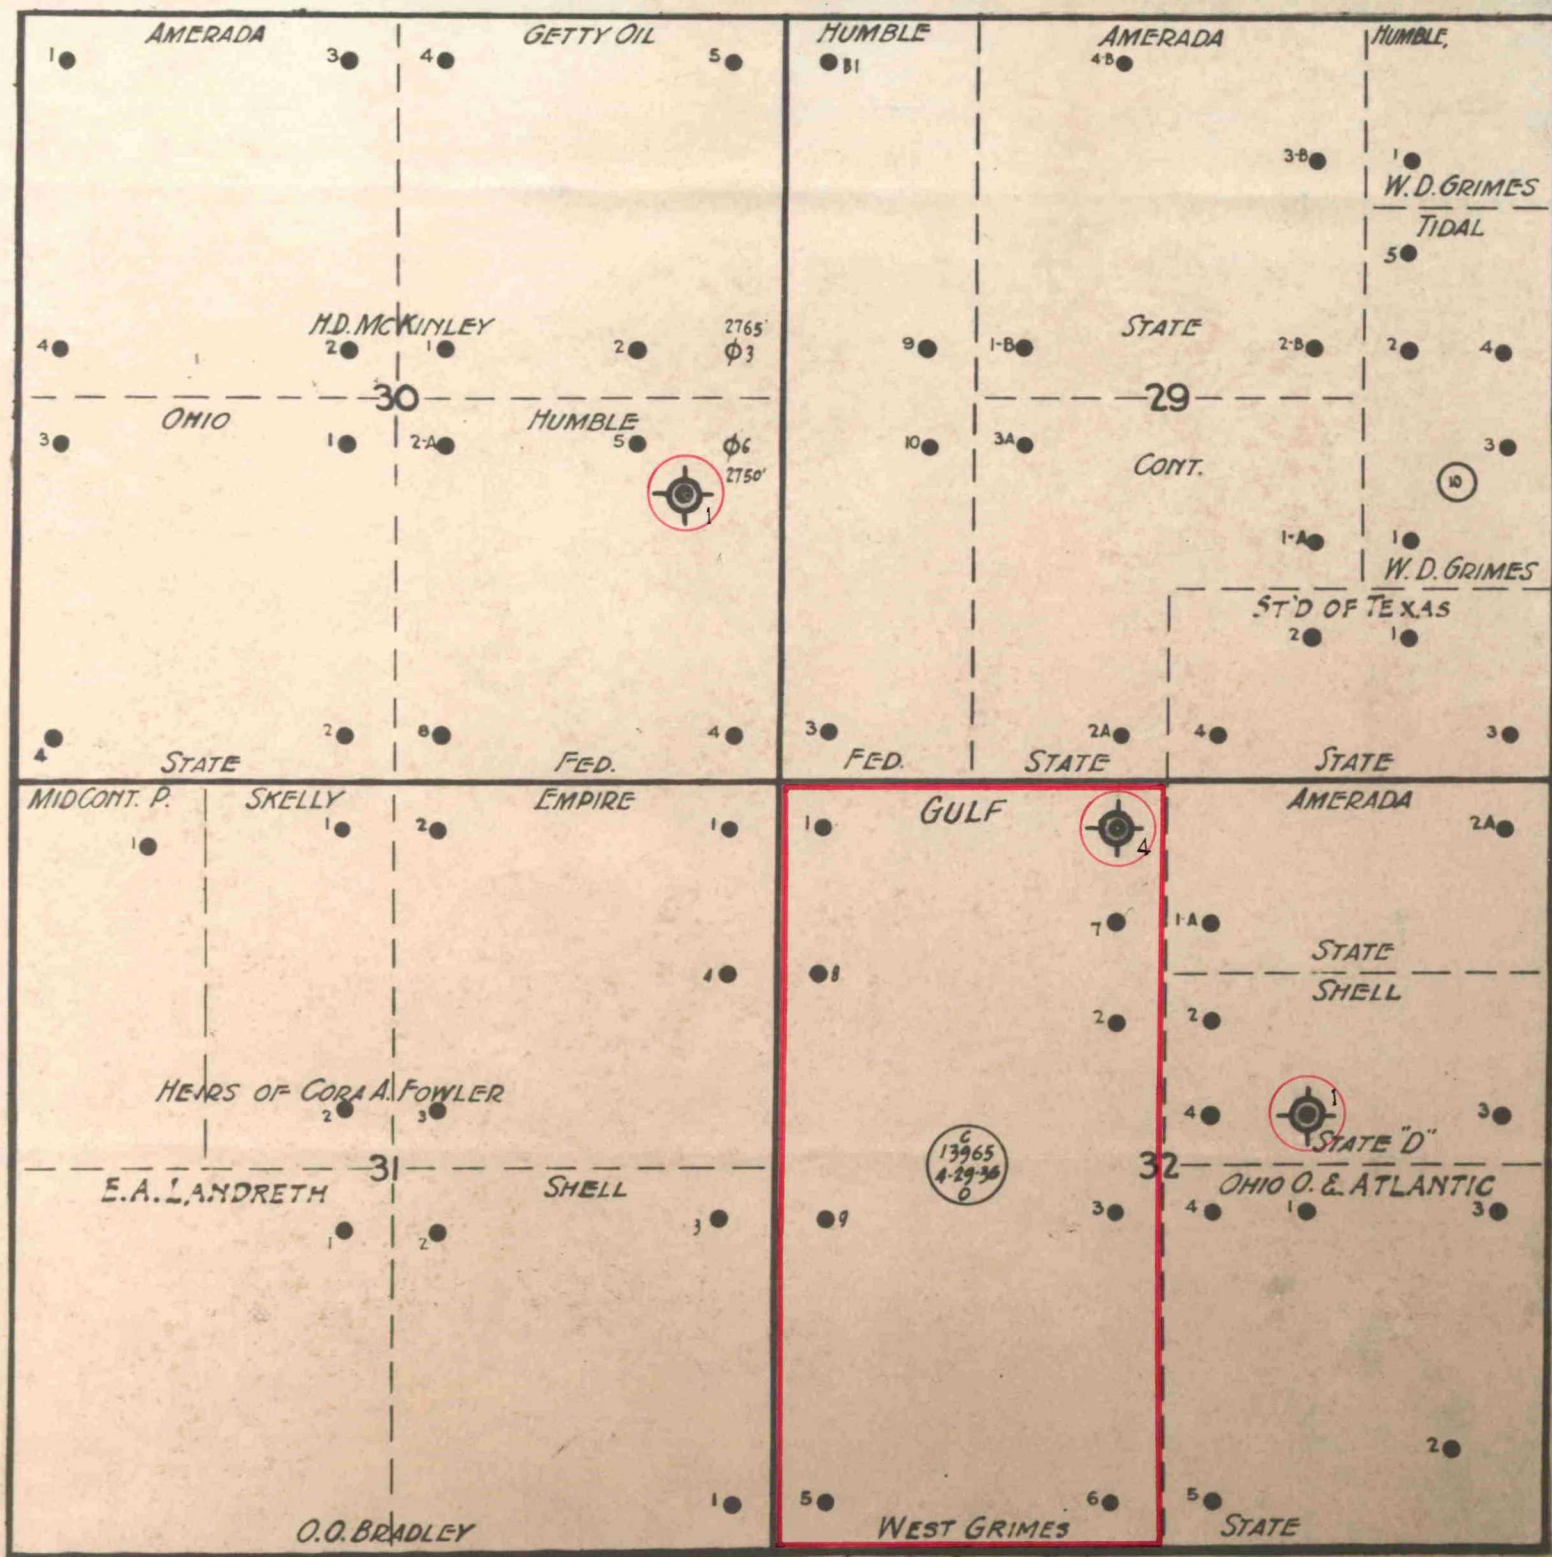 AMERADA
GETTY OIL
HUMBLE
AMERADA
HUMBLE,
1
3
4
5
B1
4-B
3-B
1
W.D. GRIMES
TIDAL
5
H.D. MCKINLEY
2765'
STATE
4
2
1
2
ϕ3
9
1-B
2-B
2
4
30
29
OHIO
HUMBLE
3
1
2-A
5
ϕ6
10
3A
3
2750'
CONT.
10
1
1-A
1
W.D. GRIMES
ST'D OF TEXAS
2
1
4
2
8
4
3
2A
4
3
STATE
FED.
FED.
STATE
STATE
MIDCONT. P.
SKELLY
EMPIRE
GULF
AMERADA
1
1
2
1
1
4
2A
7
1-A
STATE
4
8
SHELL
2
2
HEIRS OF CORA A. FOWLER
2
3
4
1
3
STATE "D"
C
13965
4-29-36
O
31
32
E.A. LANDRETH
SHELL
OHIO O. & ATLANTIC
1
2
3
9
3
4
1
3
2
1
5
6
5
O.O. BRADLEY
WEST GRIMES
STATE